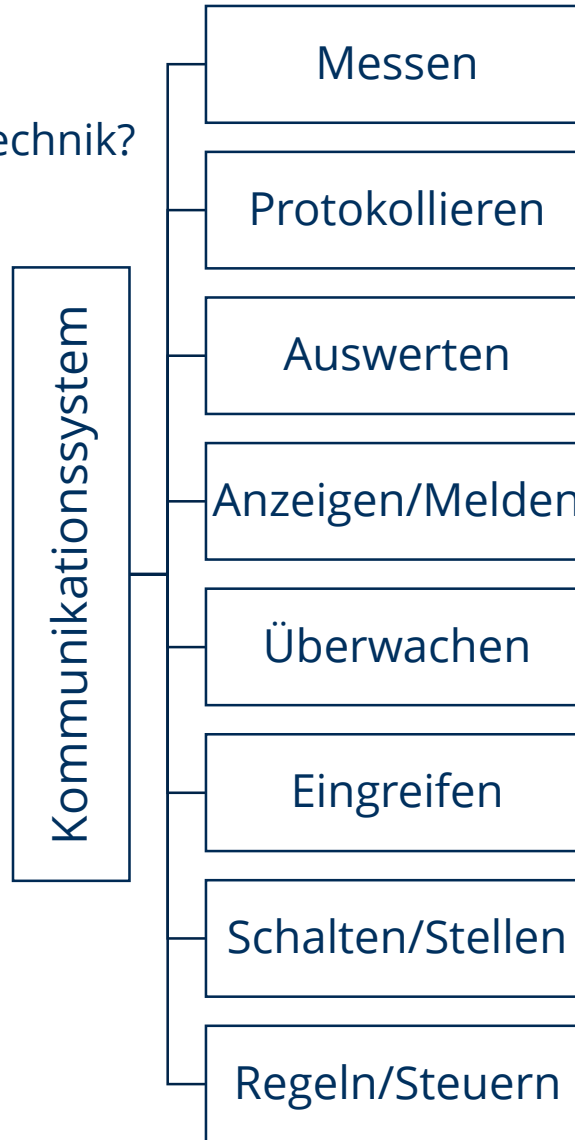 echnik?
Kommunikationssystem
Messen
Protokollieren
Auswerten
Anzeigen/Melden
Überwachen
Eingreifen
Schalten/Stellen
Regeln/Steuern